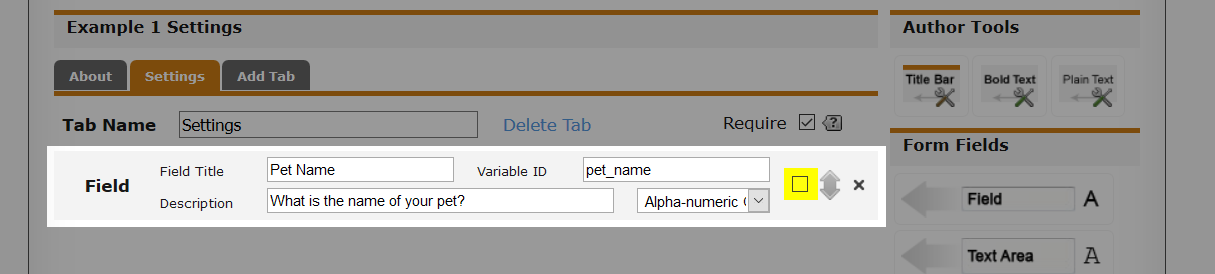 Example 1 Settings
Author Tools
About
Settings
Add Tab
Title Bar
Bold Text
Plain Text
Tab Name
Settings
Delete Tab
Require
?
Form Fields
Field
Field Title
Pet Name
Variable ID
pet_name
Description
What is the name of your pet?
Alpha-numeric
Field
A
Text Area
A